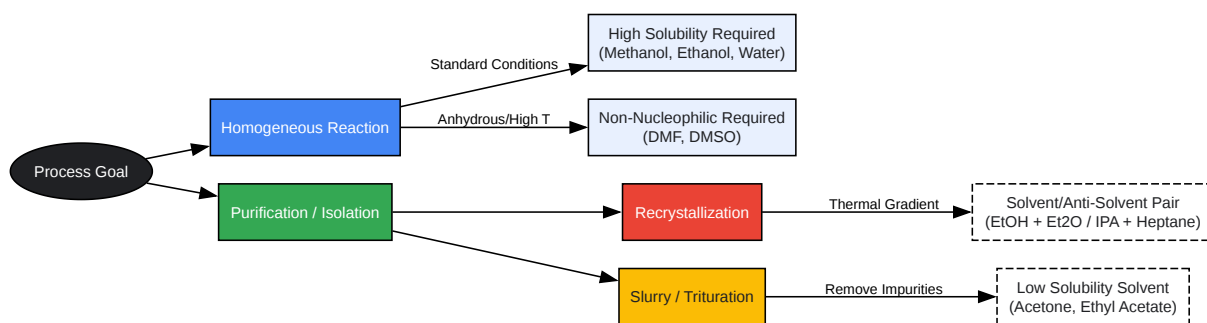 High Solubility Required
(Methanol, Ethanol, Water)
Standard Conditions
Homogeneous Reaction
Anhydrous/High T
Non-Nucleophilic Required
(DMF, DMSO)
Process Goal
Purification / Isolation
Recrystallization
Thermal Gradient
Solvent/Anti-Solvent Pair
(EtOH + Et2O / IPA + Heptane)
Slurry / Trituration
Remove Impurities
Low Solubility Solvent
(Acetone, Ethyl Acetate)